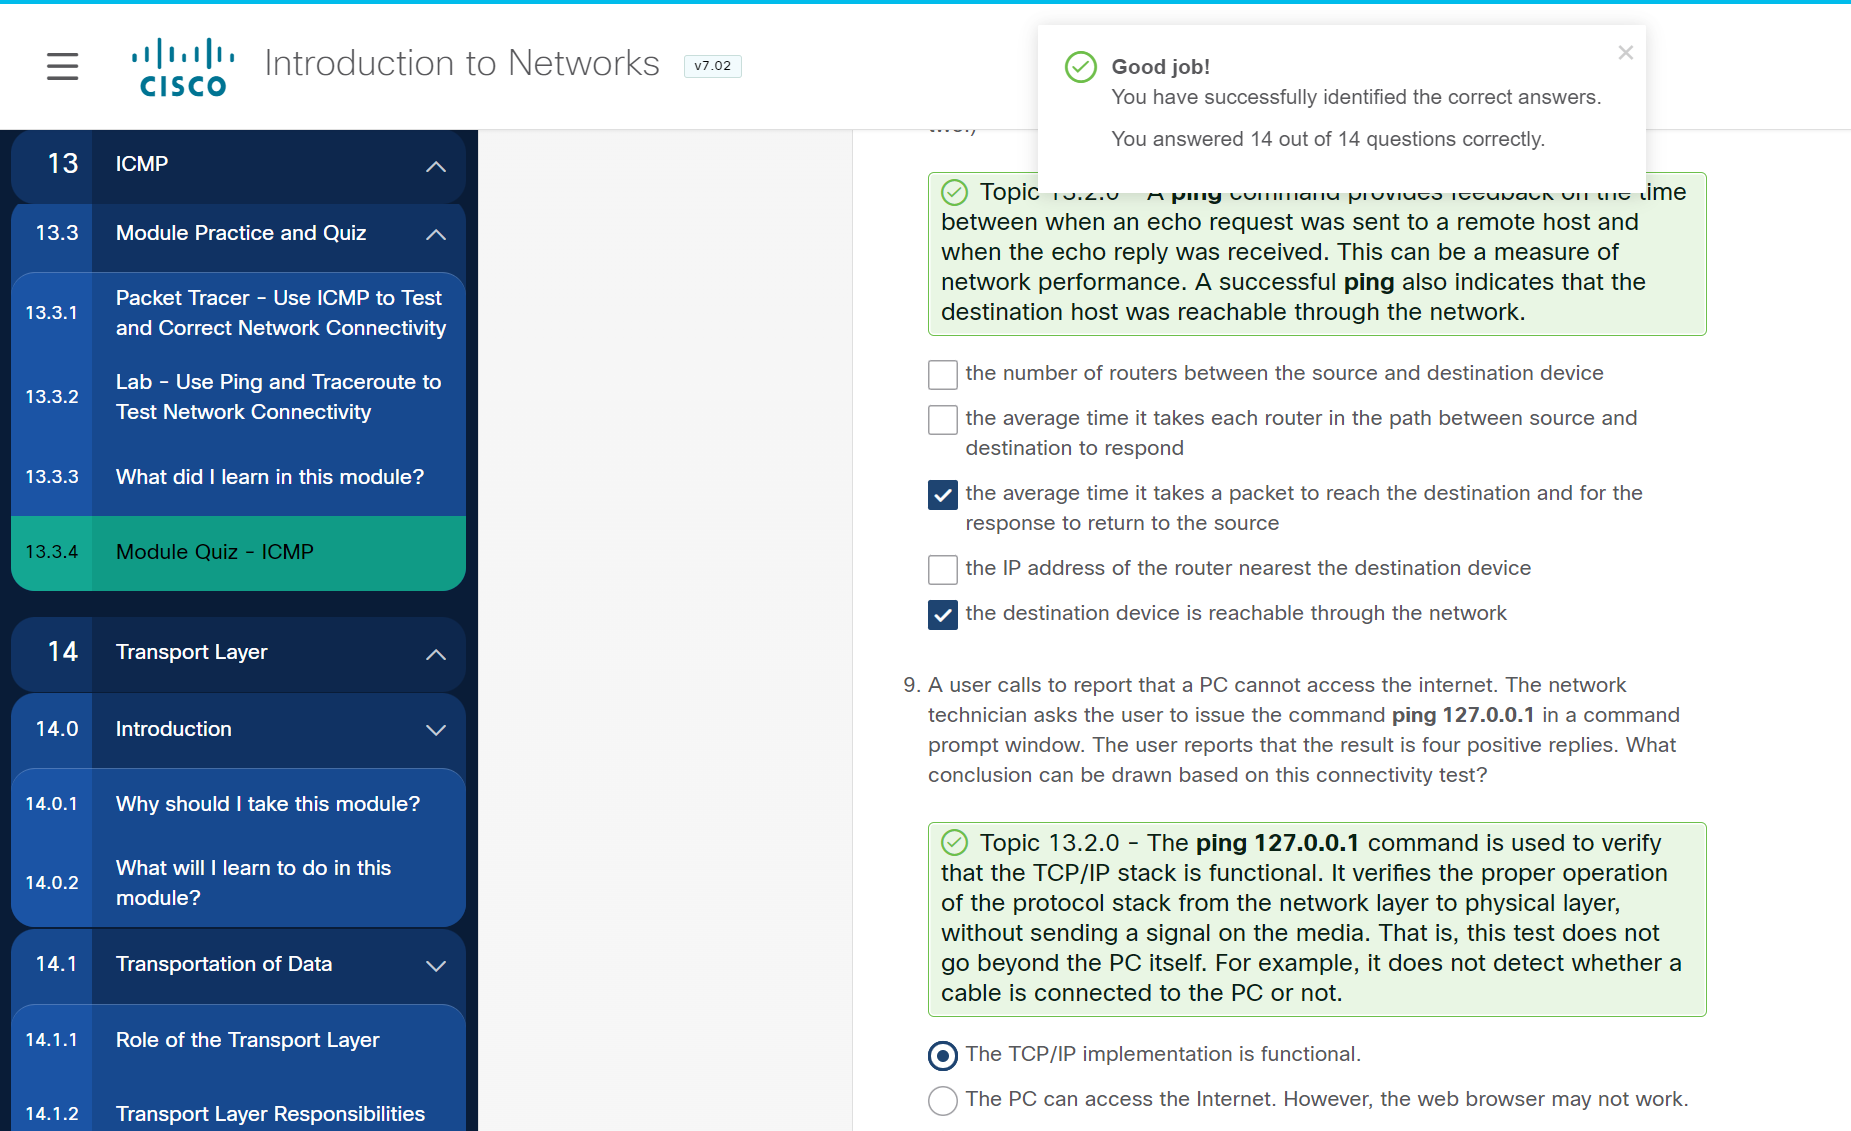 CISCO
Introduction to Networks
v7.02
Good job!
You have successfully identified the correct answers.
You answered 14 out of 14 questions correctly.
13 ICMP
13.3 Module Practice and Quiz
13.3.1 Packet Tracer - Use ICMP to Test
and Correct Network Connectivity
13.3.2 Lab - Use Ping and Traceroute to
Test Network Connectivity
13.3.3 What did I learn in this module?
13.3.4 Module Quiz - ICMP
14 Transport Layer
14.0 Introduction
14.0.1 Why should I take this module?
14.0.2 What will I learn to do in this
module?
14.1 Transportation of Data
14.1.1 Role of the Transport Layer
14.1.2 Transport Layer Responsibilities
Topic 13.2.0 - A ping command provides feedback on the time
between when an echo request was sent to a remote host and
when the echo reply was received. This can be a measure of
network performance. A successful ping also indicates that the
destination host was reachable through the network.
the number of routers between the source and destination device
the average time it takes each router in the path between source and
destination to respond
the average time it takes a packet to reach the destination and for the
response to return to the source
the IP address of the router nearest the destination device
the destination device is reachable through the network
9. A user calls to report that a PC cannot access the internet. The network
technician asks the user to issue the command ping 127.0.0.1 in a command
prompt window. The user reports that the result is four positive replies. What
conclusion can be drawn based on this connectivity test?
Topic 13.2.0 - The ping 127.0.0.1 command is used to verify
that the TCP/IP stack is functional. It verifies the proper operation
of the protocol stack from the network layer to physical layer,
without sending a signal on the media. That is, this test does not
go beyond the PC itself. For example, it does not detect whether a
cable is connected to the PC or not.
The TCP/IP implementation is functional.
The PC can access the Internet. However, the web browser may not work.